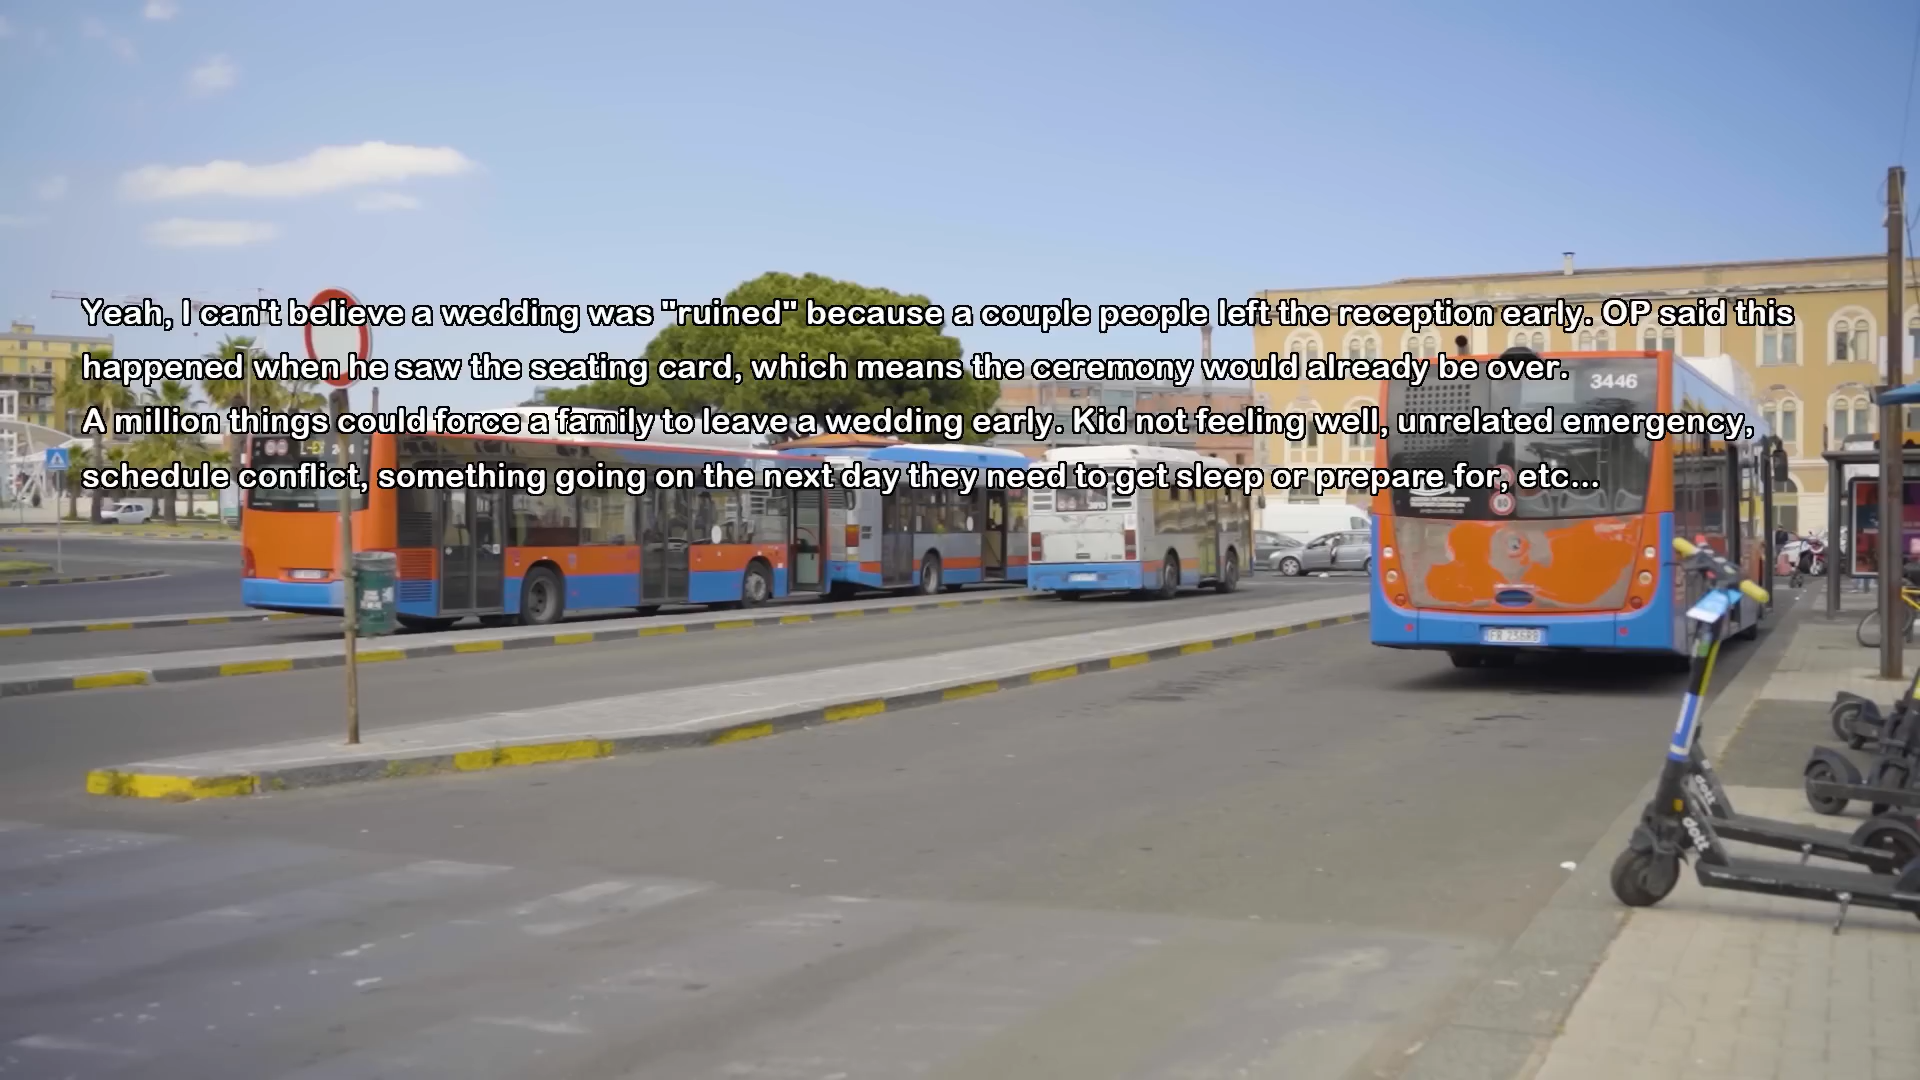 Yeah, I can't believe a wedding was "ruined" because a couple people left the reception early. OP said this
happened when he saw the seating card, which means the ceremony would already be over.
A million things could force a family to leave a wedding early. Kid not feeling well, unrelated emergency,
schedule conflict, something going on the next day they need to get sleep or prepare for, etc...
3446
dott
dott